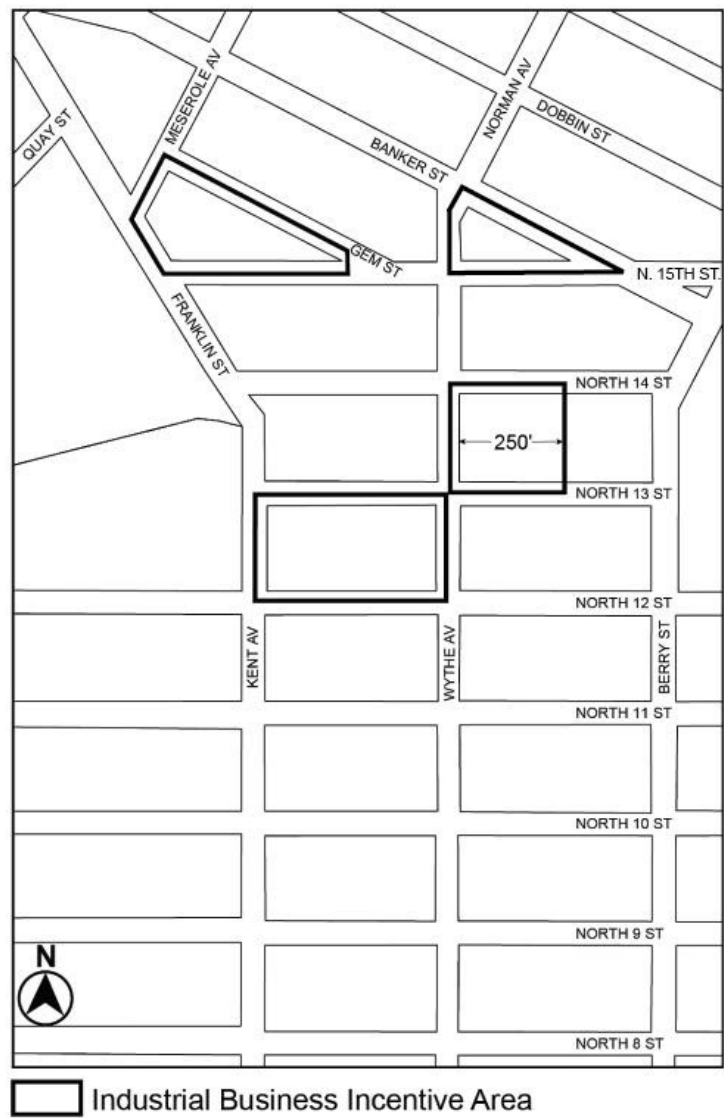 MESEROLE AV
NORMAN AV
QUAY ST
DOBBIN ST
BANKER ST
GEM ST
N. 15TH ST.
FRANKLIN ST
NORTH 14 ST
250'
NORTH 13 ST
NORTH 12 ST
KENT AV
WYTHE AV
BERRY ST
NORTH 11 ST
NORTH 10 ST
NORTH 9 ST
N
NORTH 8 ST
Industrial Business Incentive Area